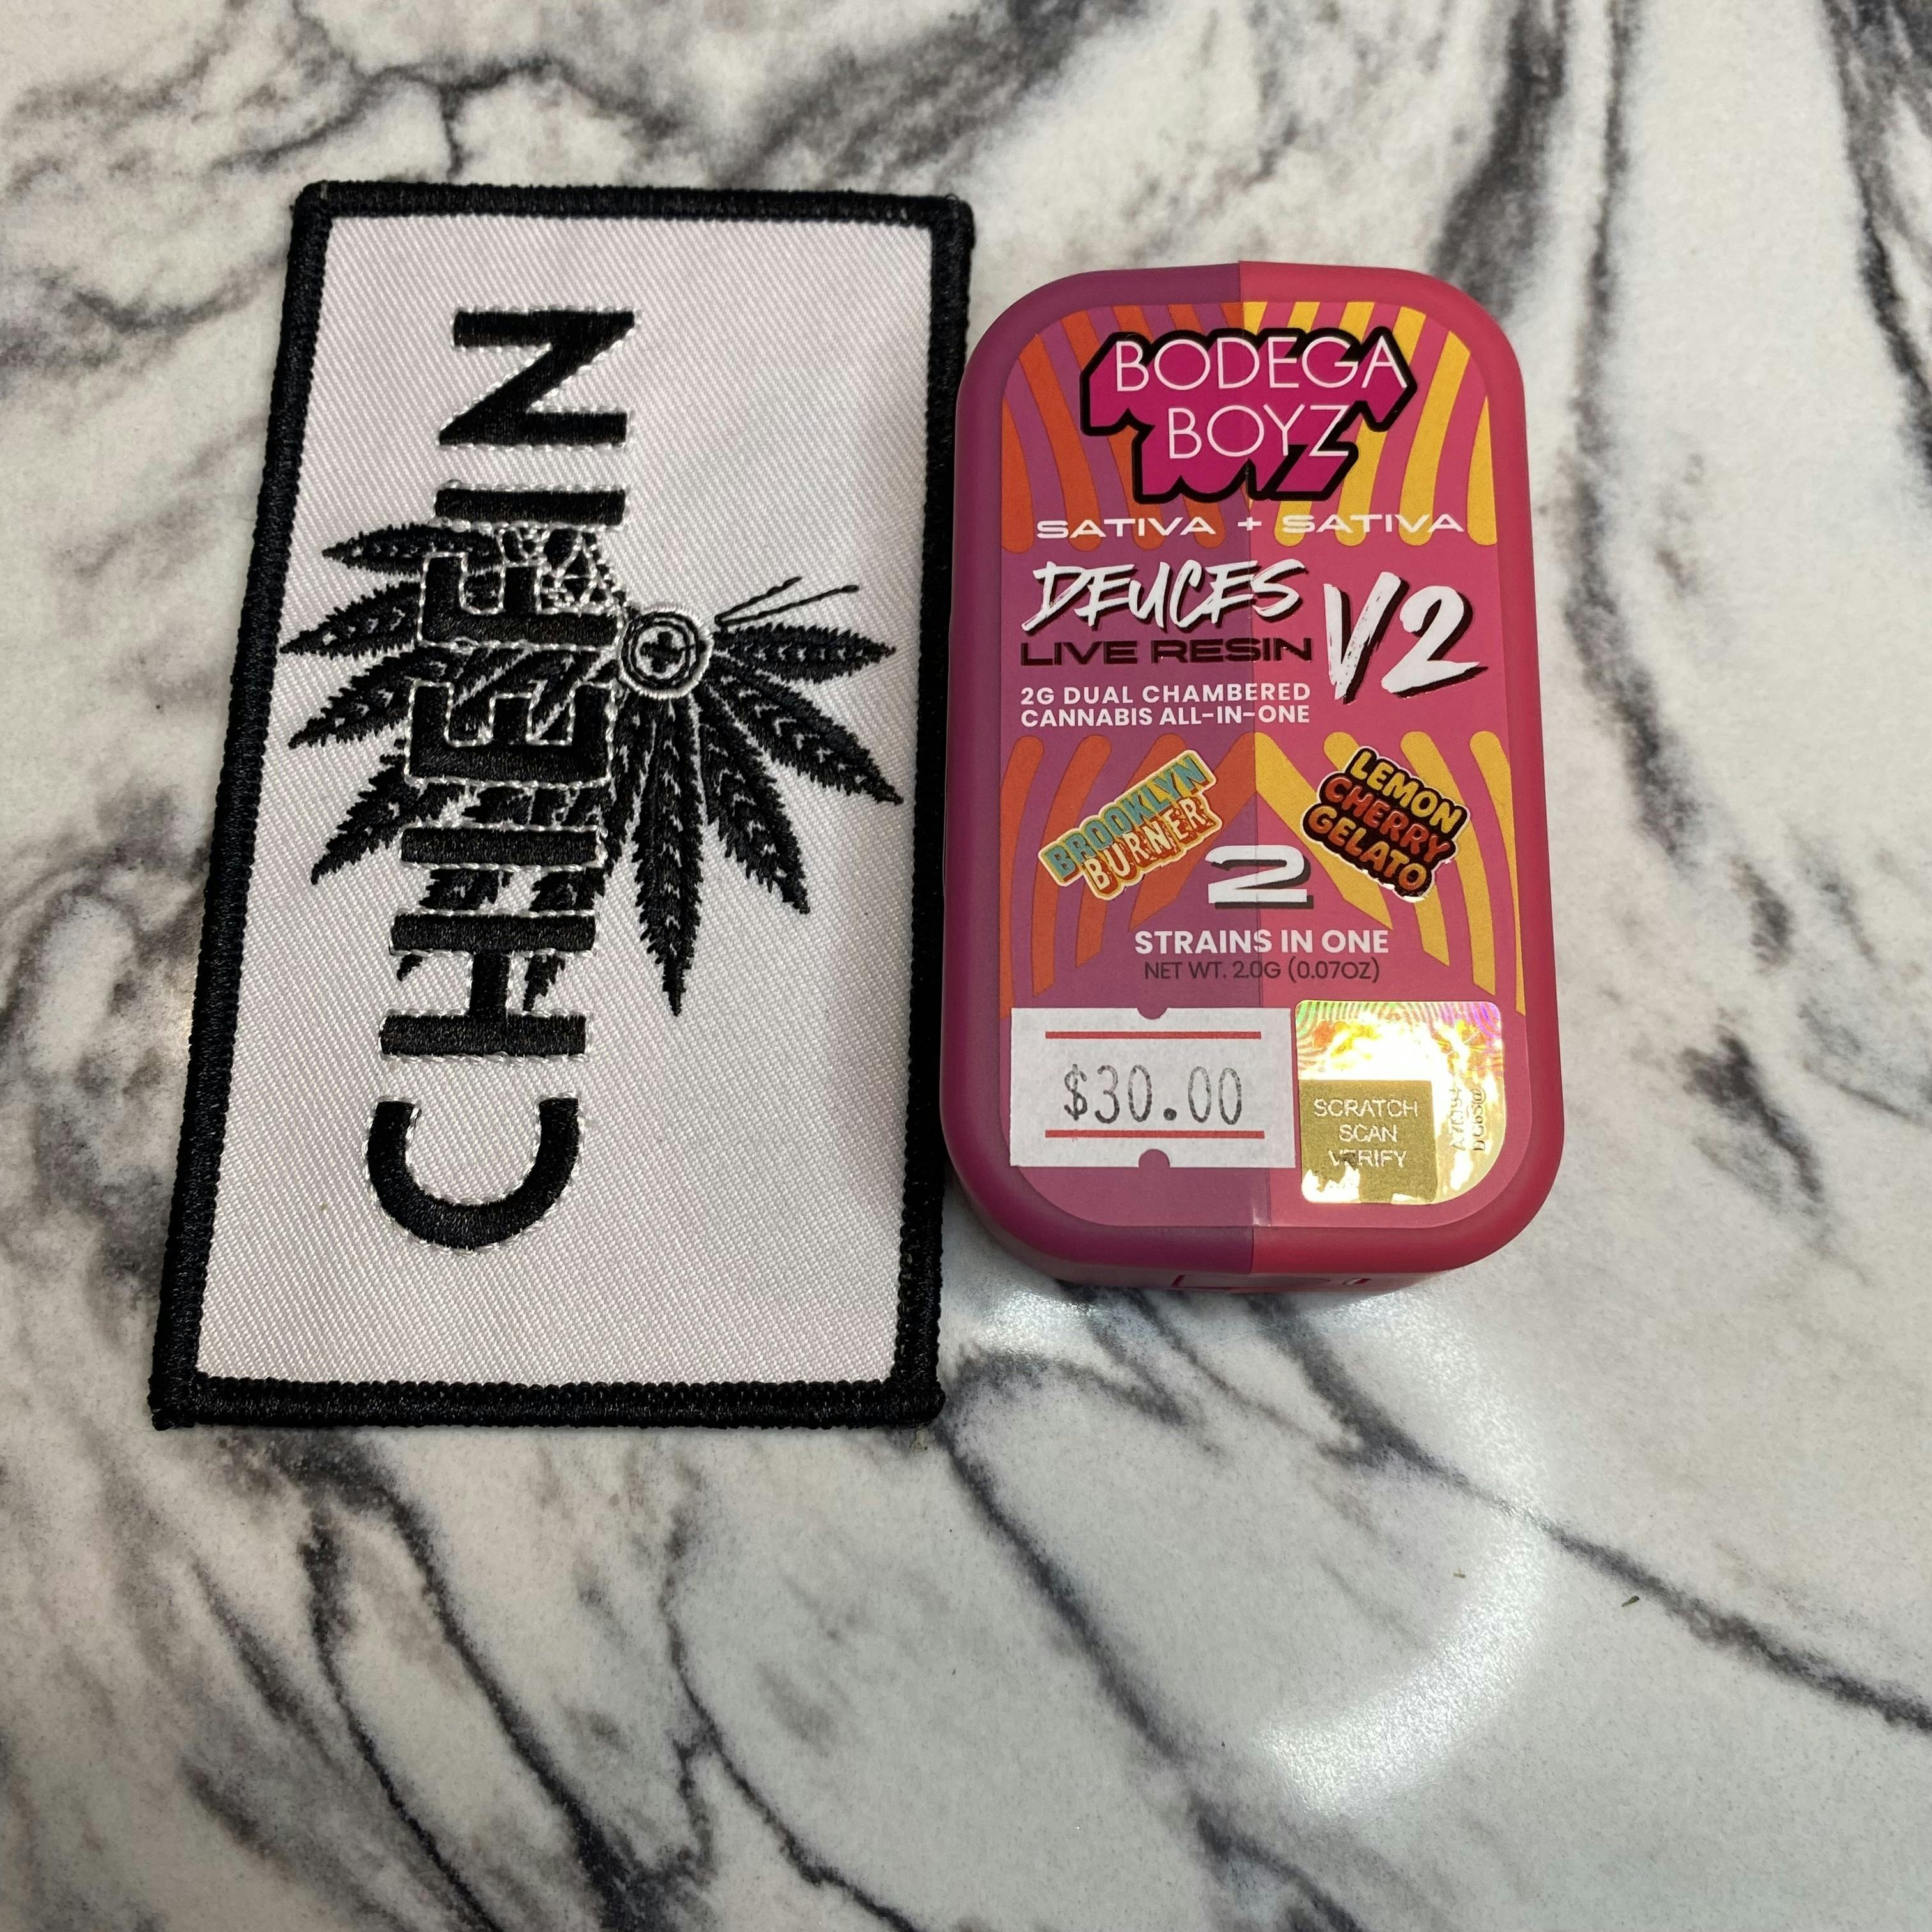 CHIEFIN
BODEGA
BOYZ
SATIVA + SATIVA
DEUCES
V2
LIVE RESIN
2G DUAL CHAMBERED
CANNABIS ALL-IN-ONE
BROOKLYN
BURNER
LEMON
CHERRY
GELATO
2
STRAINS IN ONE
NET WT. 2.0G (0.07OZ)
$30.00
SCRATCH
SCAN
VERIFY